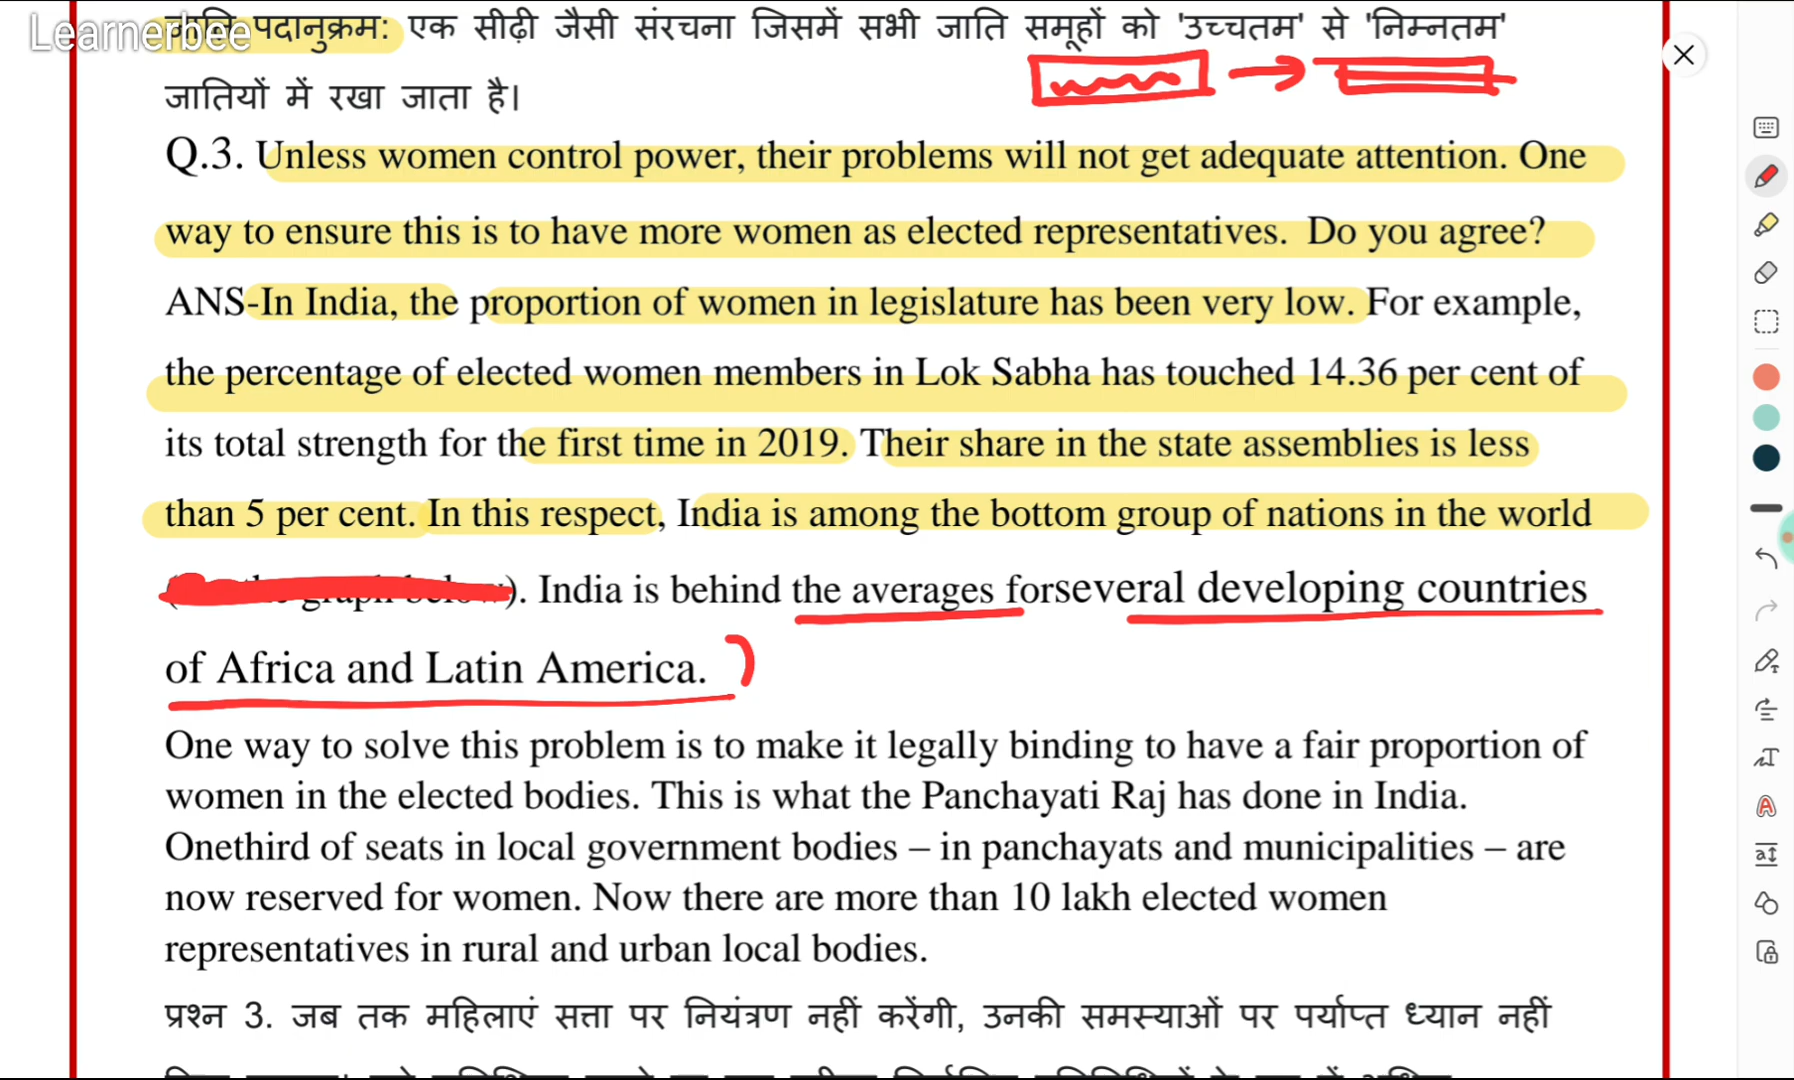 Learnerbee
पदानुक्रम: एक सीढ़ी जैसी संरचना जिसमें सभी जाति समूहों को 'उच्चतम' से 'निम्नतम'
जातियों में रखा जाता है।
Q.3. Unless women control power, their problems will not get adequate attention. One
way to ensure this is to have more women as elected representatives. Do you agree?
ANS-In India, the proportion of women in legislature has been very low. For example,
the percentage of elected women members in Lok Sabha has touched 14.36 per cent of
its total strength for the first time in 2019. Their share in the state assemblies is less
than 5 per cent. In this respect, India is among the bottom group of nations in the world
). India is behind the averages forseveral developing countries
of Africa and Latin America.
One way to solve this problem is to make it legally binding to have a fair proportion of
women in the elected bodies. This is what the Panchayati Raj has done in India.
Onethird of seats in local government bodies – in panchayats and municipalities – are
now reserved for women. Now there are more than 10 lakh elected women
representatives in rural and urban local bodies.
प्रश्न 3. जब तक महिलाएं सत्ता पर नियंत्रण नहीं करेंगी, उनकी समस्याओं पर पर्याप्त ध्यान नहीं